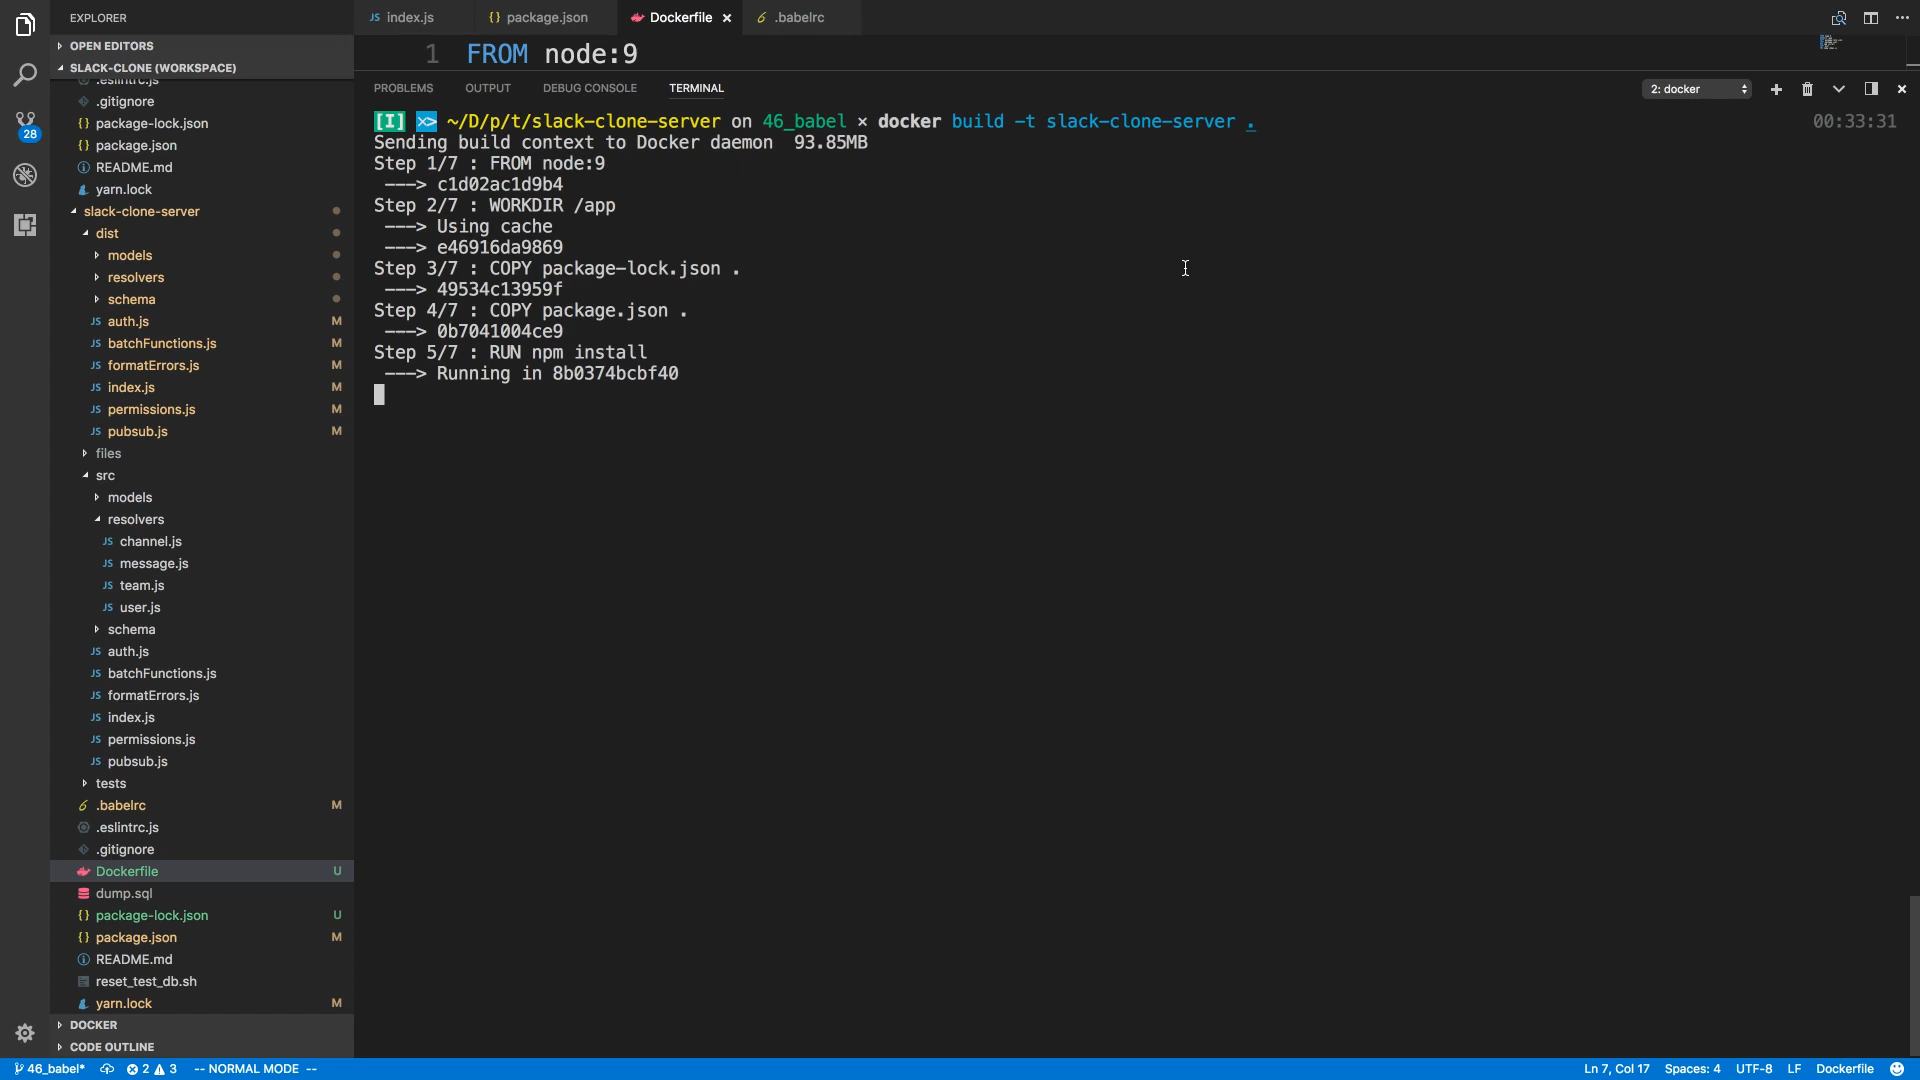 EXPLORER
index.js
package.json
Dockerfile
.babelrc
OPEN EDITORS
SLACK-CLONE (WORKSPACE)
.eslintrc.js
.gitignore
package-lock.json
package.json
README.md
yarn.lock
slack-clone-server
dist
models
resolvers
schema
auth.js M
batchFunctions.js M
formatErrors.js M
index.js M
permissions.js M
pubsub.js M
files
src
models
resolvers
channel.js
message.js
team.js
user.js
schema
auth.js
batchFunctions.js
formatErrors.js
index.js
permissions.js
pubsub.js
tests
.babelrc M
.eslintrc.js
.gitignore
Dockerfile U
dump.sql
package-lock.json U
package.json M
README.md
reset_test_db.sh
yarn.lock M
DOCKER
CODE OUTLINE
28
1 FROM node:9
PROBLEMS OUTPUT DEBUG CONSOLE TERMINAL
2: docker
[I] ~/D/p/t/slack-clone-server on 46_babel × docker build -t slack-clone-server . 00:33:31
Sending build context to Docker daemon 93.85MB
Step 1/7 : FROM node:9
---> c1d02ac1d9b4
Step 2/7 : WORKDIR /app
---> Using cache
---> e46916da9869
Step 3/7 : COPY package-lock.json .
---> 49534c13959f
Step 4/7 : COPY package.json .
---> 0b7041004ce9
Step 5/7 : RUN npm install
---> Running in 8b0374bcbf40
46_babel* 2 3 -- NORMAL MODE --
Ln 7, Col 17 Spaces: 4 UTF-8 LF Dockerfile